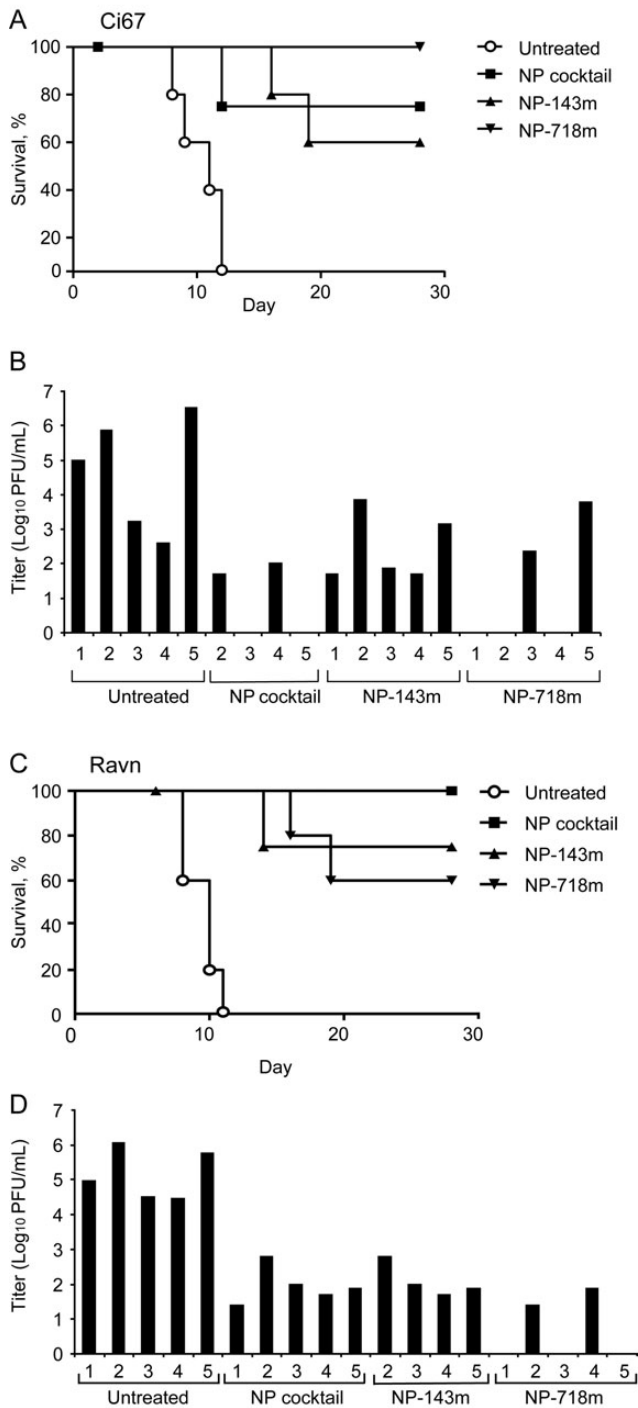 A
Ci67
100
80
60
40
20
0
Survival, %
0 10 20 30
Day
Untreated
NP cocktail
NP-143m
NP-718m
B
7
6
5
4
3
2
1
0
Titer (Log10 PFU/mL)
1 2 3 4 5 2 3 4 5 1 2 3 4 5 1 2 3 4 5
Untreated NP cocktail NP-143m NP-718m
C
Ravn
100
80
60
40
20
0
Survival, %
0 10 20 30
Day
Untreated
NP cocktail
NP-143m
NP-718m
D
7
6
5
4
3
2
1
0
Titer (Log10 PFU/mL)
1 2 3 4 5 1 2 3 4 5 2 3 4 5 1 2 3 4 5
Untreated NP cocktail NP-143m NP-718m